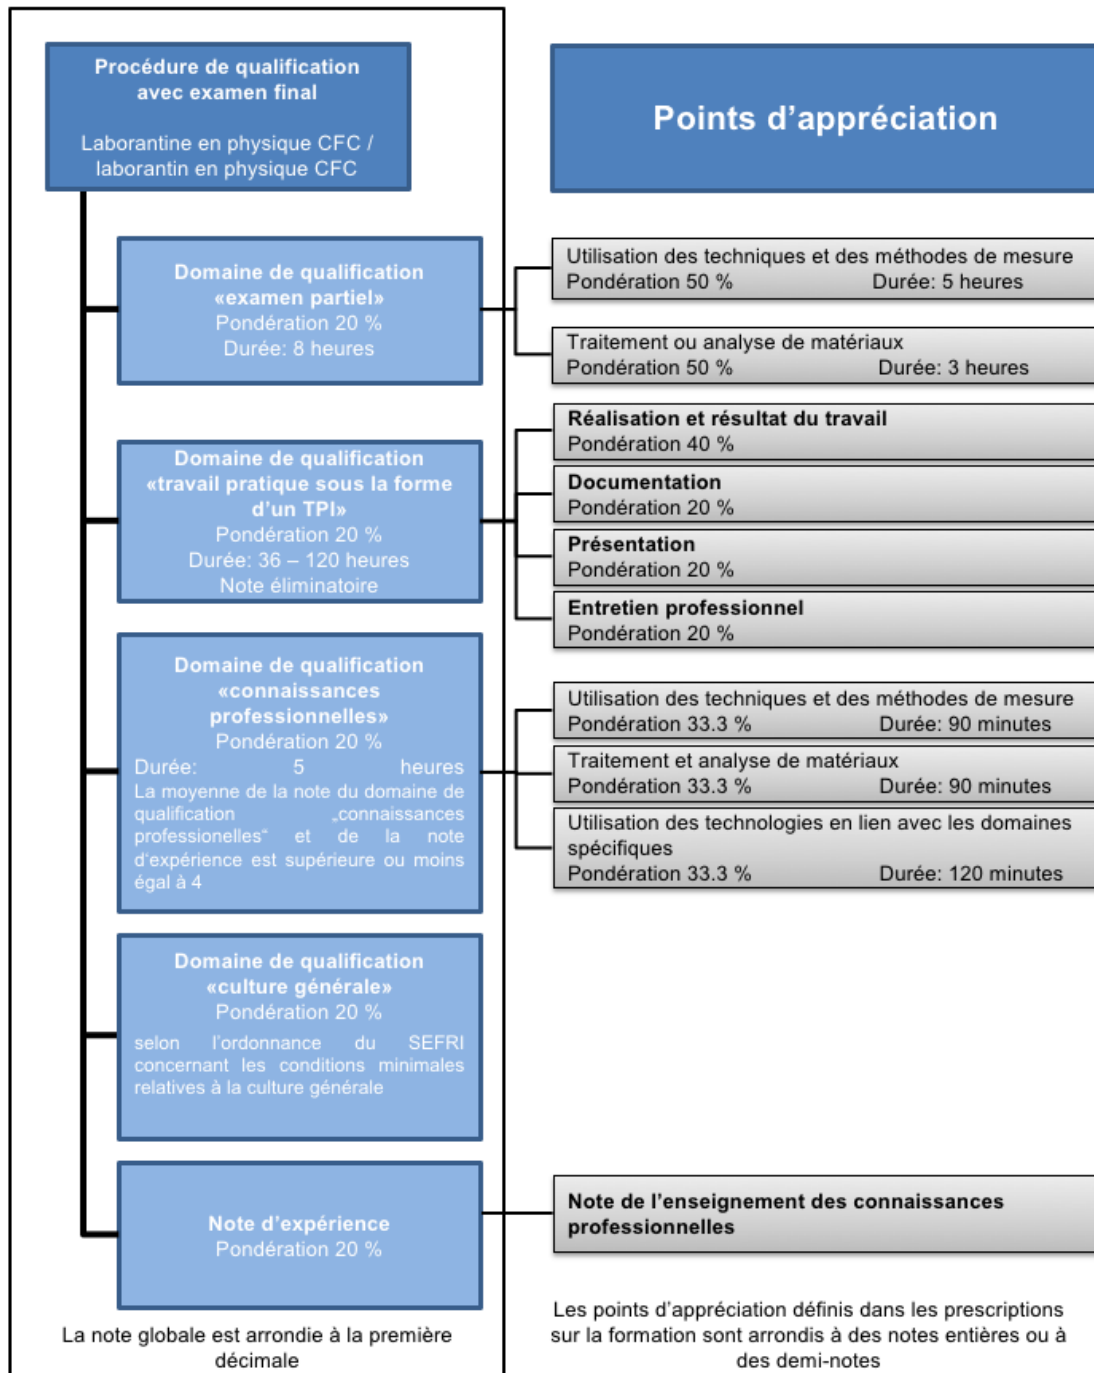 Procédure de qualification
avec examen final
Laborantine en physique CFC /
laborantin en physique CFC
Points d'appréciation
Domaine de qualification
«examen partiel»
Pondération 20 %
Durée: 8 heures
Utilisation des techniques et des méthodes de mesure
Pondération 50 % Durée: 5 heures
Traitement ou analyse de matériaux
Pondération 50 % Durée: 3 heures
Domaine de qualification
«travail pratique sous la forme
d'un TPI»
Pondération 20 %
Durée: 36 – 120 heures
Note éliminatoire
Réalisation et résultat du travail
Pondération 40 %
Documentation
Pondération 20 %
Présentation
Pondération 20 %
Entretien professionnel
Pondération 20 %
Domaine de qualification
«connaissances
professionnelles»
Pondération 20 %
Durée: 5 heures
La moyenne de la note du domaine de
qualification „connaissances
professionelles“ et de la note
d'expérience est supérieure ou moins
égal à 4
Utilisation des techniques et des méthodes de mesure
Pondération 33.3 % Durée: 90 minutes
Traitement et analyse de matériaux
Pondération 33.3 % Durée: 90 minutes
Utilisation des technologies en lien avec les domaines
spécifiques
Pondération 33.3 % Durée: 120 minutes
Domaine de qualification
«culture générale»
Pondération 20 %
selon l'ordonnance du SEFRI
concernant les conditions minimales
relatives à la culture générale
Note d'expérience
Pondération 20 %
Note de l'enseignement des connaissances
professionnelles
La note globale est arrondie à la première
décimale
Les points d'appréciation définis dans les prescriptions
sur la formation sont arrondis à des notes entières ou à
des demi-notes